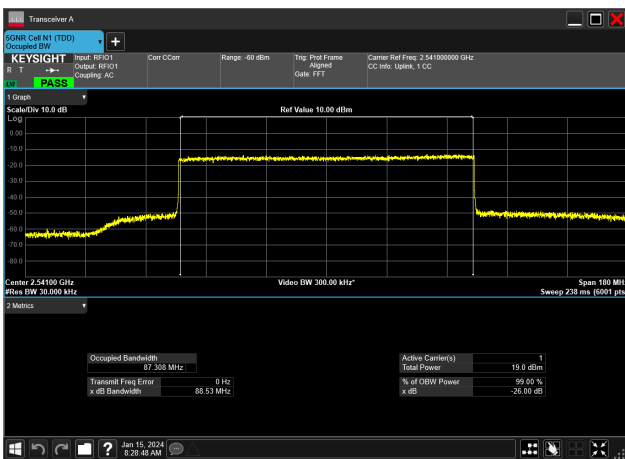 Transceiver A
5GNR Cell N1 (TDD)
Occupied BW
+
KEYSIGHT
R T
LXI
PASS
Input: RFIO1
Output: RFIO1
Coupling: AC
Corr CCorr
Range: -60 dBm
Trig: Prot Frame
Aligned
Gate: FFT
Carrier Ref Freq: 2.541000000 GHz
CC Info: Uplink, 1 CC
1 Graph
Scale/Div 10.0 dB
Ref Value 10.00 dBm
Log
0.00
-10.0
-20.0
-30.0
-40.0
-50.0
-60.0
-70.0
-80.0
Center 2.54100 GHz
Video BW 300.00 kHz*
Span 180 MHz
#Res BW 30.000 kHz
Sweep 238 ms (6001 pts
2 Metrics
Occupied Bandwidth
87.308 MHz
Transmit Freq Error 0 Hz
x dB Bandwidth 88.53 MHz
Active Carrier(s) 1
Total Power 19.0 dBm
% of OBW Power 99.00 %
x dB -26.00 dB
?
Jan 15, 2024
8:28:48 AM